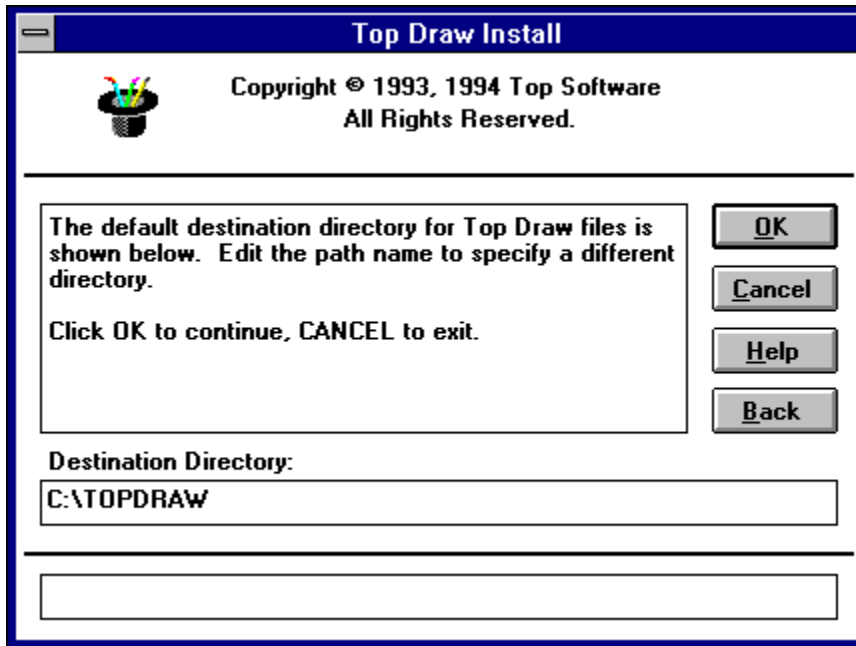 Top Draw Install
Copyright © 1993, 1994 Top Software
All Rights Reserved.
The default destination directory for Top Draw files is
shown below.  Edit the path name to specify a different
directory.
Click OK to continue, CANCEL to exit.
OK
Cancel
Help
Back
Destination Directory:
C:\TOPDRAW